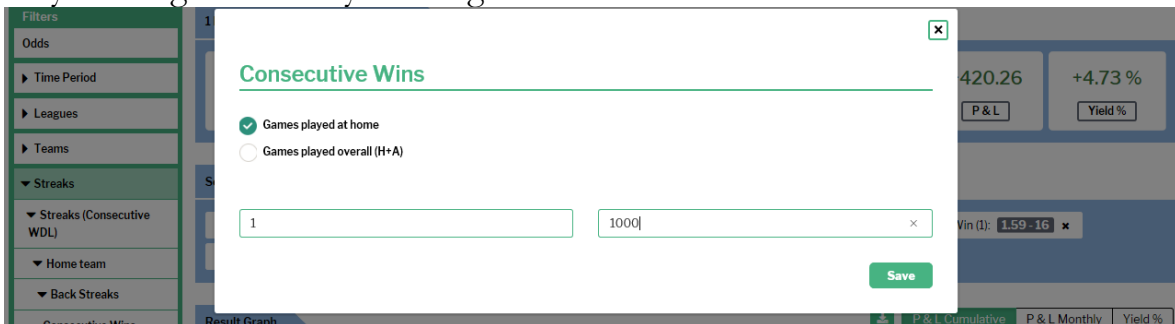 Filters
Odds
Time Period
Leagues
Teams
Streaks
Streaks (Consecutive
WDL)
Home team
Back Streaks
1
Consecutive Wins
Games played at home
Games played overall (H+A)
1
1000
×
Save
420.26
+4.73 %
P & L
Yield %
Win (1): 1.59 - 16 ×
Result Graph
P & L Cumulative
P & L Monthly
Yield %